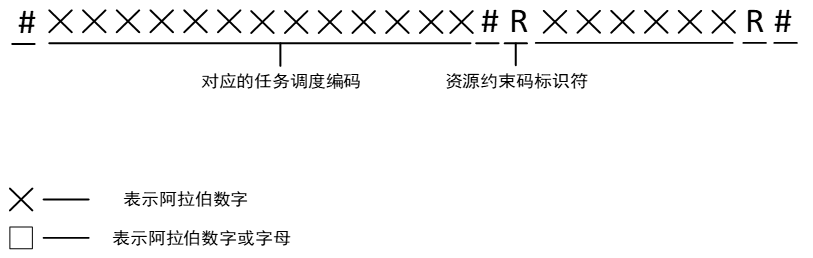 # ××××××××××××× # R ×××××× R #
对应的任务调度编码 资源约束码标识符
× —— 表示阿拉伯数字
□ —— 表示阿拉伯数字或字母